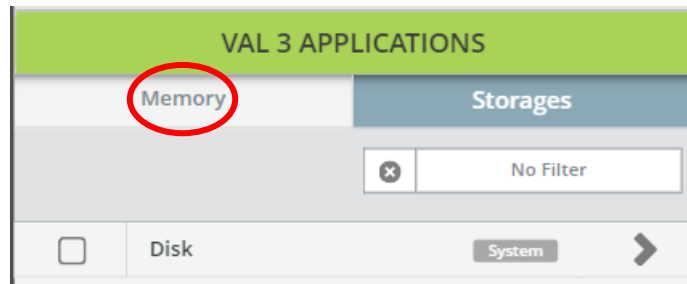 VAL 3 APPLICATIONS
Memory Storages
No Filter
Disk System